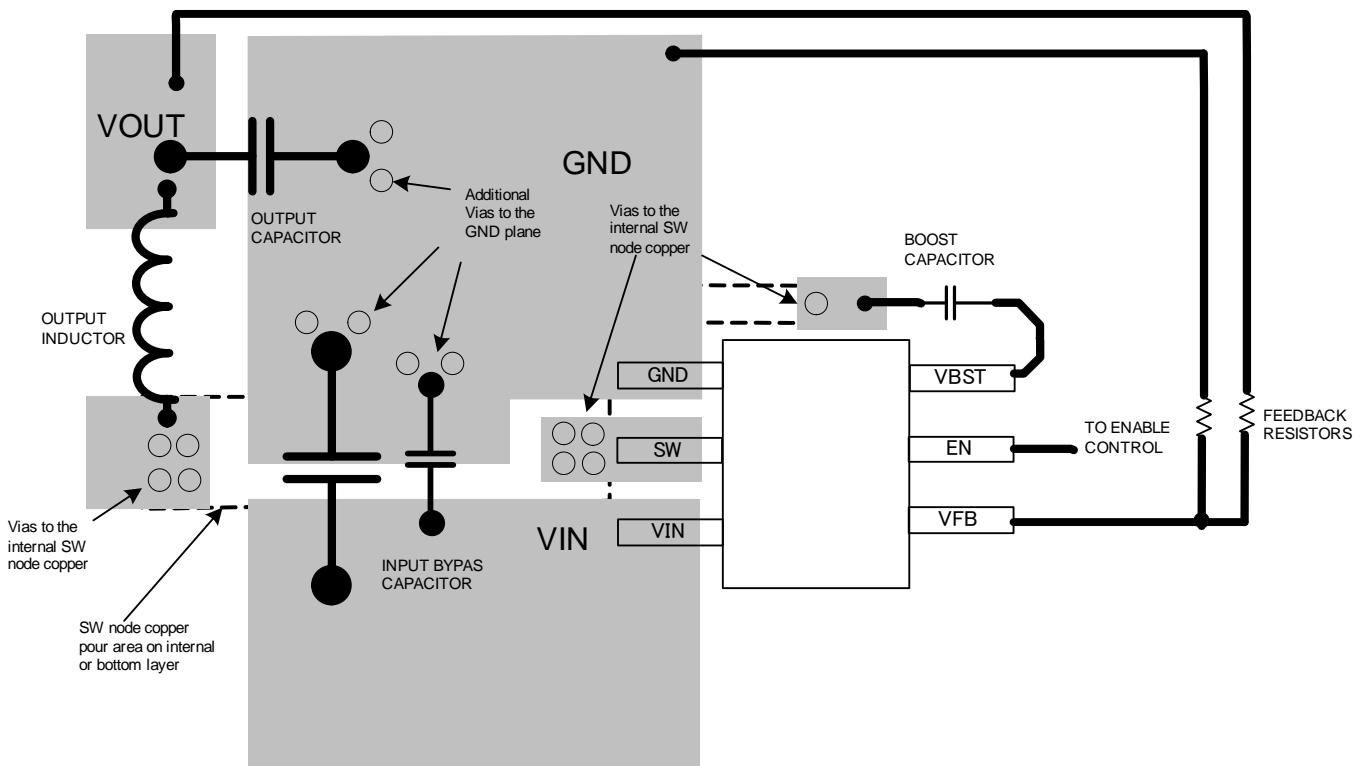 VOUT
GND
OUTPUT
CAPACITOR
Additional
Vias to the
GND plane
Vias to the
internal SW
node copper
BOOST
CAPACITOR
OUTPUT
INDUCTOR
GND
VBST
TO ENABLE
CONTROL
FEEDBACK
RESISTORS
SW
EN
Vias to the
internal SW
node copper
VIN
VIN
VFB
INPUT BYPAS
CAPACITOR
SW node copper
pour area on internal
or bottom layer